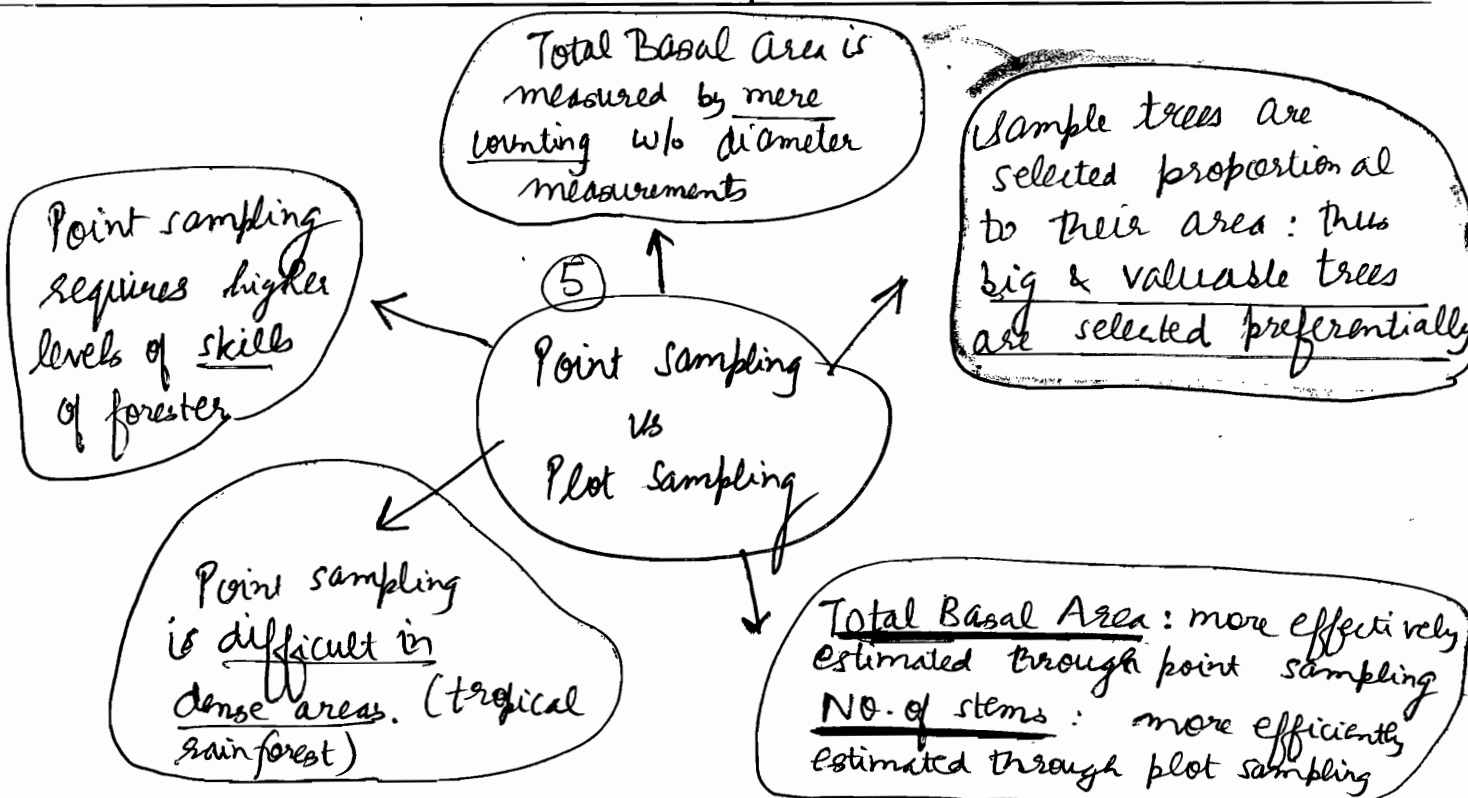 Total Basal Area is
measured by mere
counting w/o diameter
measurements
sample trees are
selected proportional
to their area : thus
big & valuable trees
are selected preferentially
Point sampling
requires higher
levels of skills
of forester
5
Point Sampling
Vs
Plot Sampling
Point sampling
is difficult in
dense areas. (tropical
rainforest)
Total Basal Area : more effectively
estimated through point sampling
No. of stems : more efficiently
estimated through plot sampling